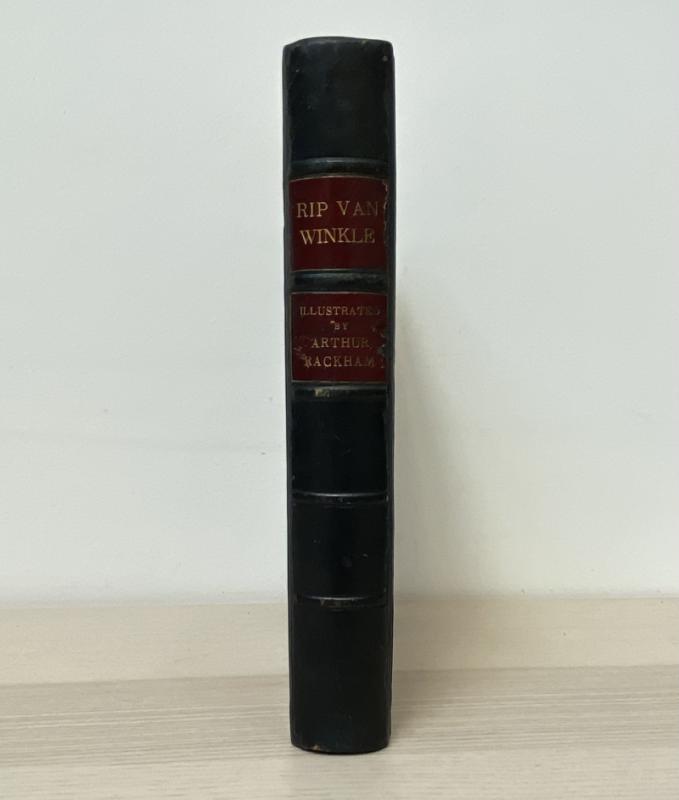 RIP VAN
WINKLE
ILLUSTRATED
BY
ARTHUR
RACKHAM